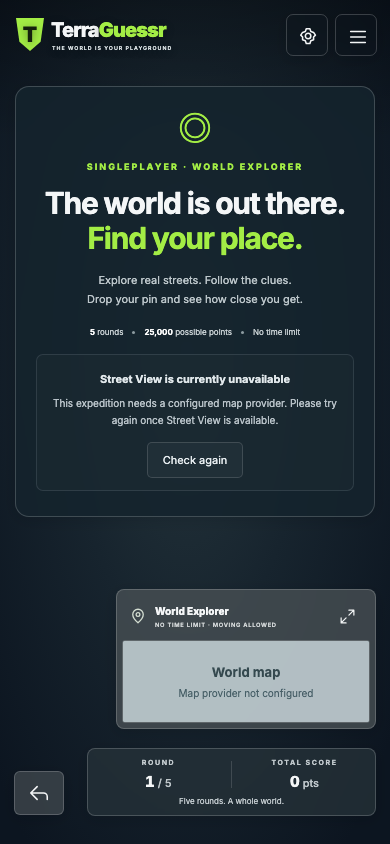 TerraGuessr
THE WORLD IS YOUR PLAYGROUND
SINGLEPLAYER · WORLD EXPLORER
The world is out there.
Find your place.
Explore real streets. Follow the clues.
Drop your pin and see how close you get.
5 rounds • 25,000 possible points • No time limit
Street View is currently unavailable
This expedition needs a configured map provider. Please try
again once Street View is available.
Check again
World Explorer
NO TIME LIMIT · MOVING ALLOWED
World map
Map provider not configured
ROUND
1 / 5
TOTAL SCORE
0 pts
Five rounds. A whole world.